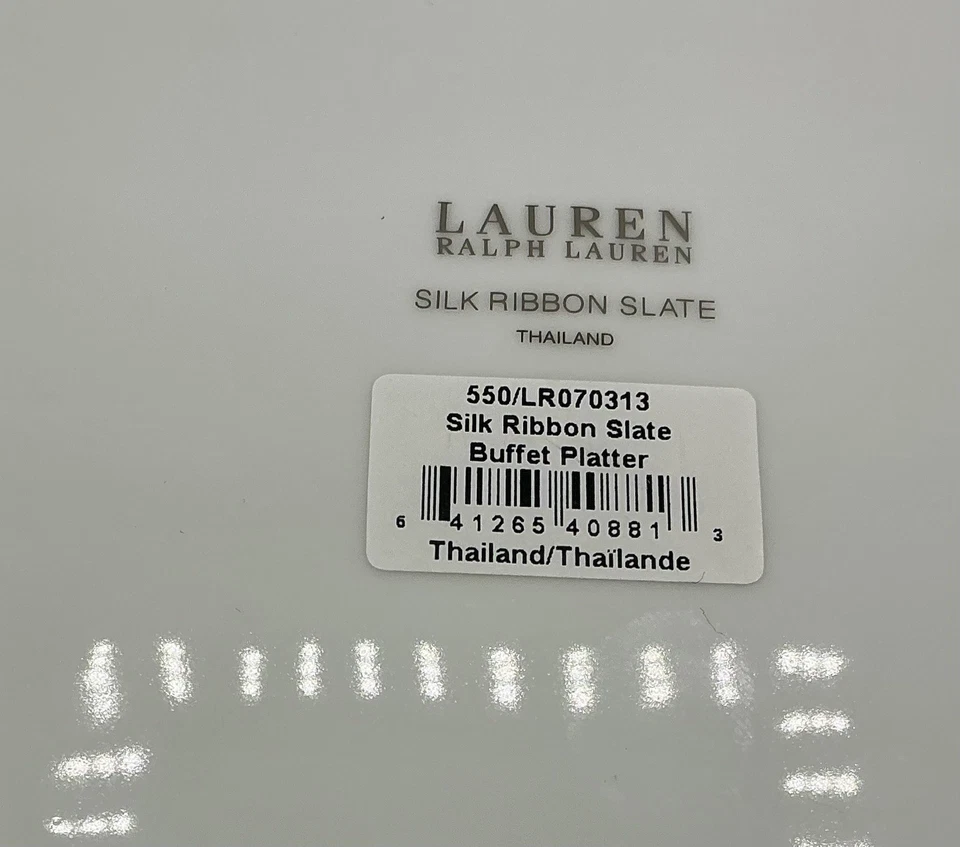 LAUREN
RALPH LAUREN
SILK RIBBON SLATE
THAILAND
550/LR070313
Silk Ribbon Slate
Buffet Platter
6 41265 40881 3
Thailand/Thaïlande